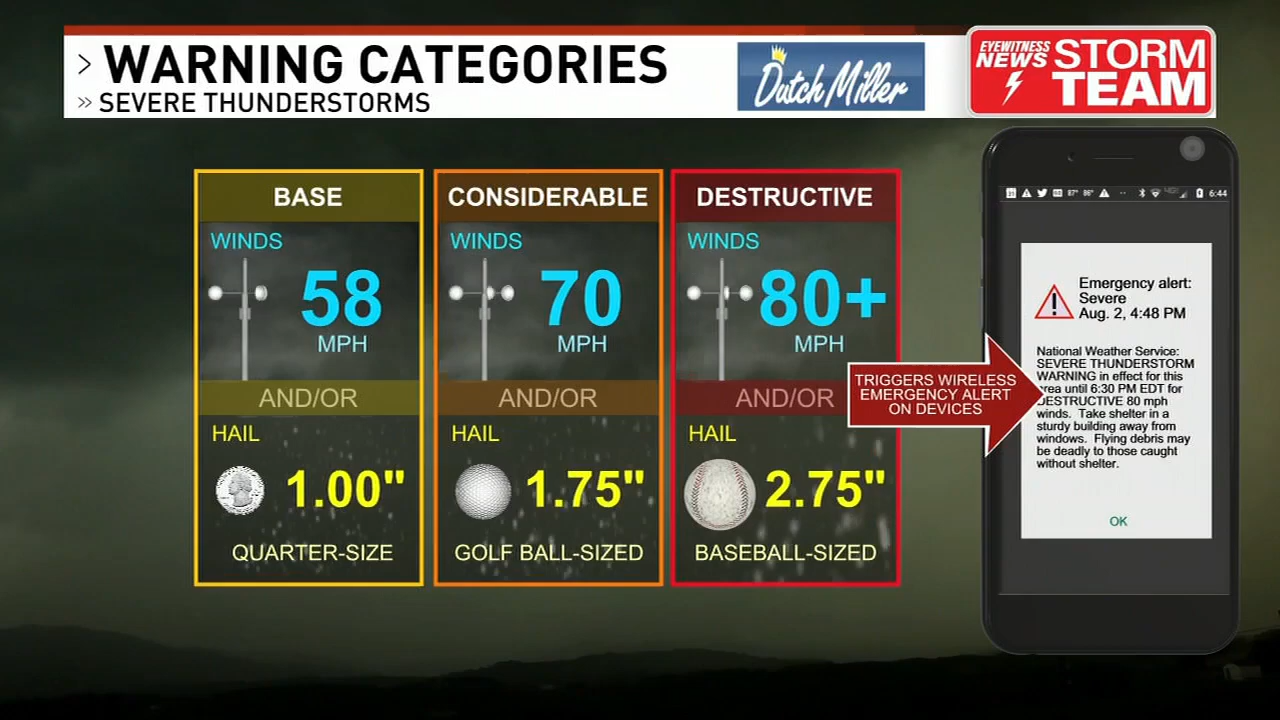 > WARNING CATEGORIES
» SEVERE THUNDERSTORMS
Dutch Miller
EYEWITNESS
NEWS
STORM
TEAM
BASE
WINDS
58
MPH
AND/OR
HAIL
1.00"
QUARTER-SIZE
CONSIDERABLE
WINDS
70
MPH
AND/OR
HAIL
1.75"
GOLF BALL-SIZED
DESTRUCTIVE
WINDS
80+
MPH
AND/OR
HAIL
2.75"
BASEBALL-SIZED
TRIGGERS WIRELESS
EMERGENCY ALERT
ON DEVICES
87° 86° 6:44
Emergency alert:
Severe
Aug. 2, 4:48 PM
National Weather Service:
SEVERE THUNDERSTORM
WARNING in effect for this
area until 6:30 PM EDT for
DESTRUCTIVE 80 mph
winds. Take shelter in a
sturdy building away from
windows. Flying debris may
be deadly to those caught
without shelter.
OK